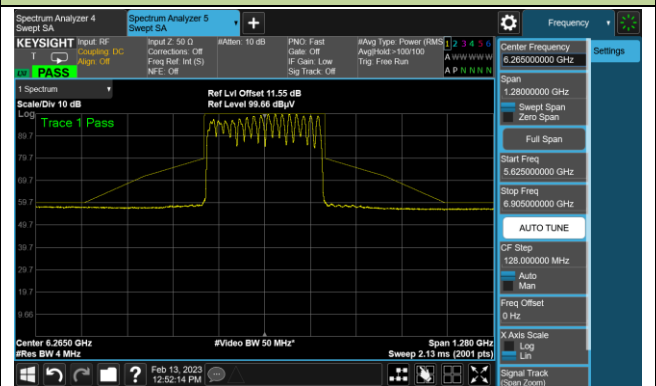 Spectrum Analyzer 4
Swept SA
Spectrum Analyzer 5
Swept SA
Frequency
KEYSIGHT
Input: RF
Coupling: DC
Align: Off
Input Z: 50 Ω
Corrections: Off
Freq Ref: Int (S)
NFE: Off
#Atten: 10 dB
PNO: Fast
Gate: Off
IF Gain: Low
Sig Track: Off
#Avg Type: Power (RMS
Avg|Hold:>100/100
Trig: Free Run
1 2 3 4 5 6
A W W W W W
A P N N N N
T
PASS
1 Spectrum
Scale/Div 10 dB
Ref Lvl Offset 11.55 dB
Ref Level 99.66 dBµV
Log
Trace 1 Pass
89.7
79.7
69.7
59.7
49.7
39.7
29.7
19.7
9.66
Center 6.2650 GHz
#Res BW 4 MHz
#Video BW 50 MHz*
Span 1.280 GHz
Sweep 2.13 ms (2001 pts)
Center Frequency
6.265000000 GHz
Settings
Span
1.28000000 GHz
Swept Span
Zero Span
Full Span
Start Freq
5.625000000 GHz
Stop Freq
6.905000000 GHz
AUTO TUNE
CF Step
128.000000 MHz
Auto
Man
Freq Offset
0 Hz
X Axis Scale
Log
Lin
Signal Track
(Span Zoom)
?
Feb 13, 2023
12:52:14 PM